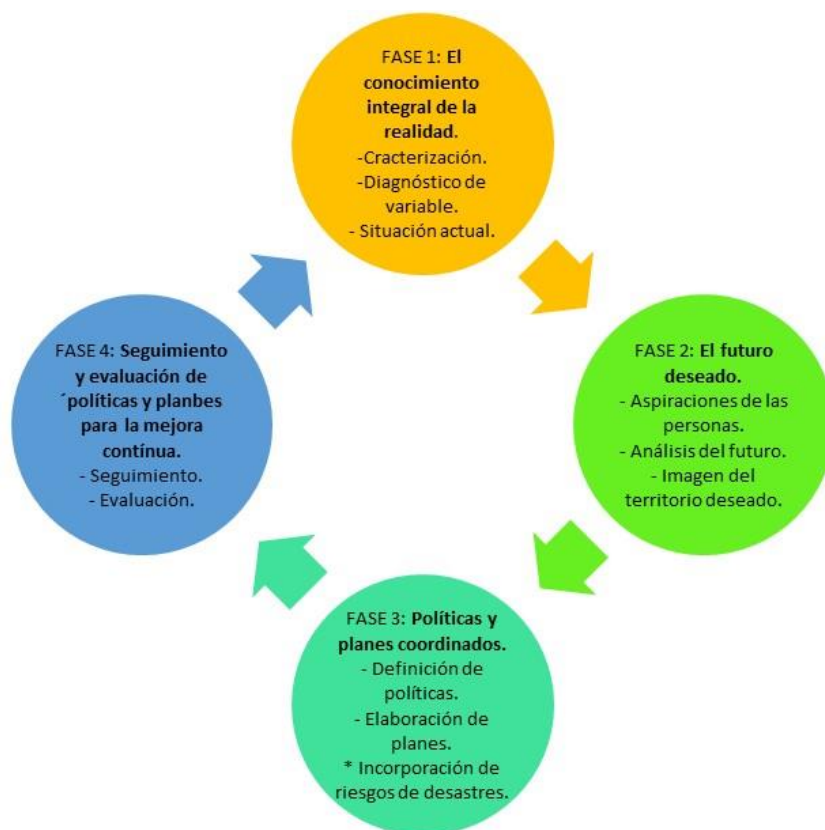 FASE 1: El
conocimiento
integral de la
realidad.
-Cracterización.
-Diagnóstico de
variable.
- Situación actual.
FASE 2: El futuro
deseado.
- Aspiraciones de las
personas.
- Análisis del futuro.
- Imagen del
territorio deseado.
FASE 3: Políticas y
planes coordinados.
- Definición de
políticas.
- Elaboración de
planes.
* Incorporación de
riesgos de desastres.
FASE 4: Seguimiento
y evaluación de
´políticas y planbes
para la mejora
contínua.
- Seguimiento.
- Evaluación.